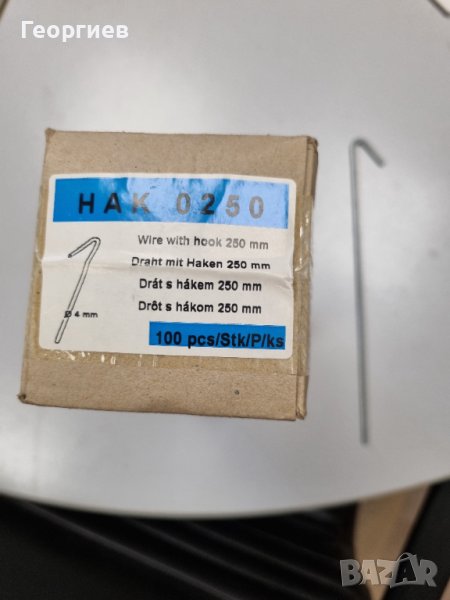 Георгиев
HAK 0250
Wire with hook 250 mm
Draht mit Haken 250 mm
Drát s hákem 250 mm
Drôt s hákom 250 mm
Ø 4 mm
100 pcs/Stk/P/ks
BAZAR